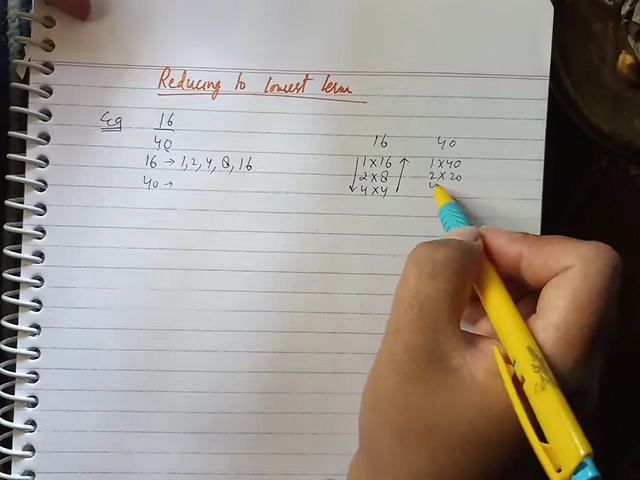 Reducing to lowest term
Eg 16
40
16 → 1, 2, 4, 8, 16
40 →
16 40
1 x 16 1 x 40
2 x 8 2 x 20
4 x 4 4